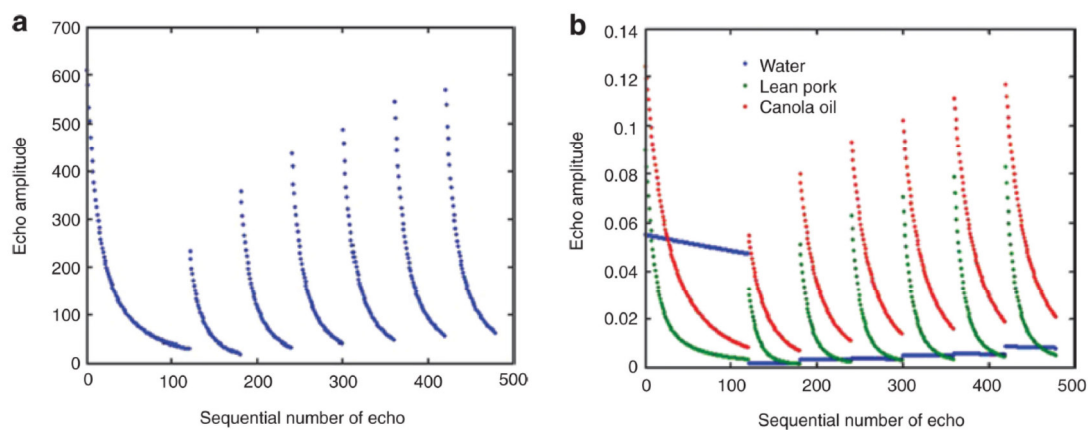 a
700
600
500
400
300
200
100
0
Echo amplitude
0 100 200 300 400 500
Sequential number of echo
b
0.14
0.12
0.1
0.08
0.06
0.04
0.02
0
Echo amplitude
Water
Lean pork
Canola oil
0 100 200 300 400 500
Sequential number of echo